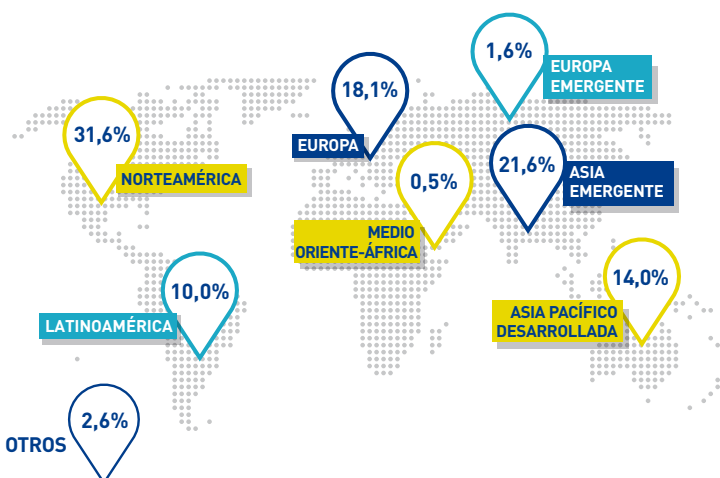 1,6%
EUROPA
EMERGENTE
18,1%
EUROPA
31,6%
NORTEAMÉRICA
21,6%
ASIA
EMERGENTE
0,5%
MEDIO
ORIENTE-ÁFRICA
10,0%
LATINOAMÉRICA
14,0%
ASIA PACÍFICO
DESARROLLADA
2,6%
OTROS